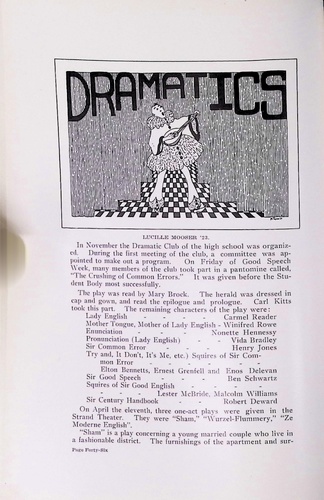 DRAMATICS
LUCILLE MOOSER '23.
In November the Dramatic Club of the high school was organiz-
ed. During the first meeting of the club, a committee was ap-
pointed to make out a program. On Friday of Good Speech
Week, many members of the club took part in a pantomine called,
"The Crushing of Common Errors." It was given before the Stu-
dent Body most successfully.
The play was read by Mary Brock. The herald was dressed in
cap and gown, and read the epilogue and prologue. Carl Kitts
took this part. The remaining characters of the play were:
Lady English - - - Carmel Reader
Mother Tongue, Mother of Lady English - Winifred Rowe
Enunciation - - - Nonette Hennessy
Pronunciation (Lady English) - - Vida Bradley
Sir Common Error - - - Henry Jones
Try and, It Don't, It's Me, etc.) Squires of Sir Com-
mon Error - - -
Elton Bennetts, Ernest Grendell and Enos Delevan
Sir Good Speech - - - Ben Schwartz
Squires of Sir Good English - - -
Lester McBride, Malcolm Williams
Sir Century Handbook - - Robert Deward
On April the eleventh, three one-act plays were given in the
Strand Theater. They were "Sham," "Wurzel-Flummery," "Ze
Moderne English".
"Sham" is a play concerning a young married couple who live in
a fashionable district. The furnishings of the apartment and sur-
PAGE FORTY-SIX